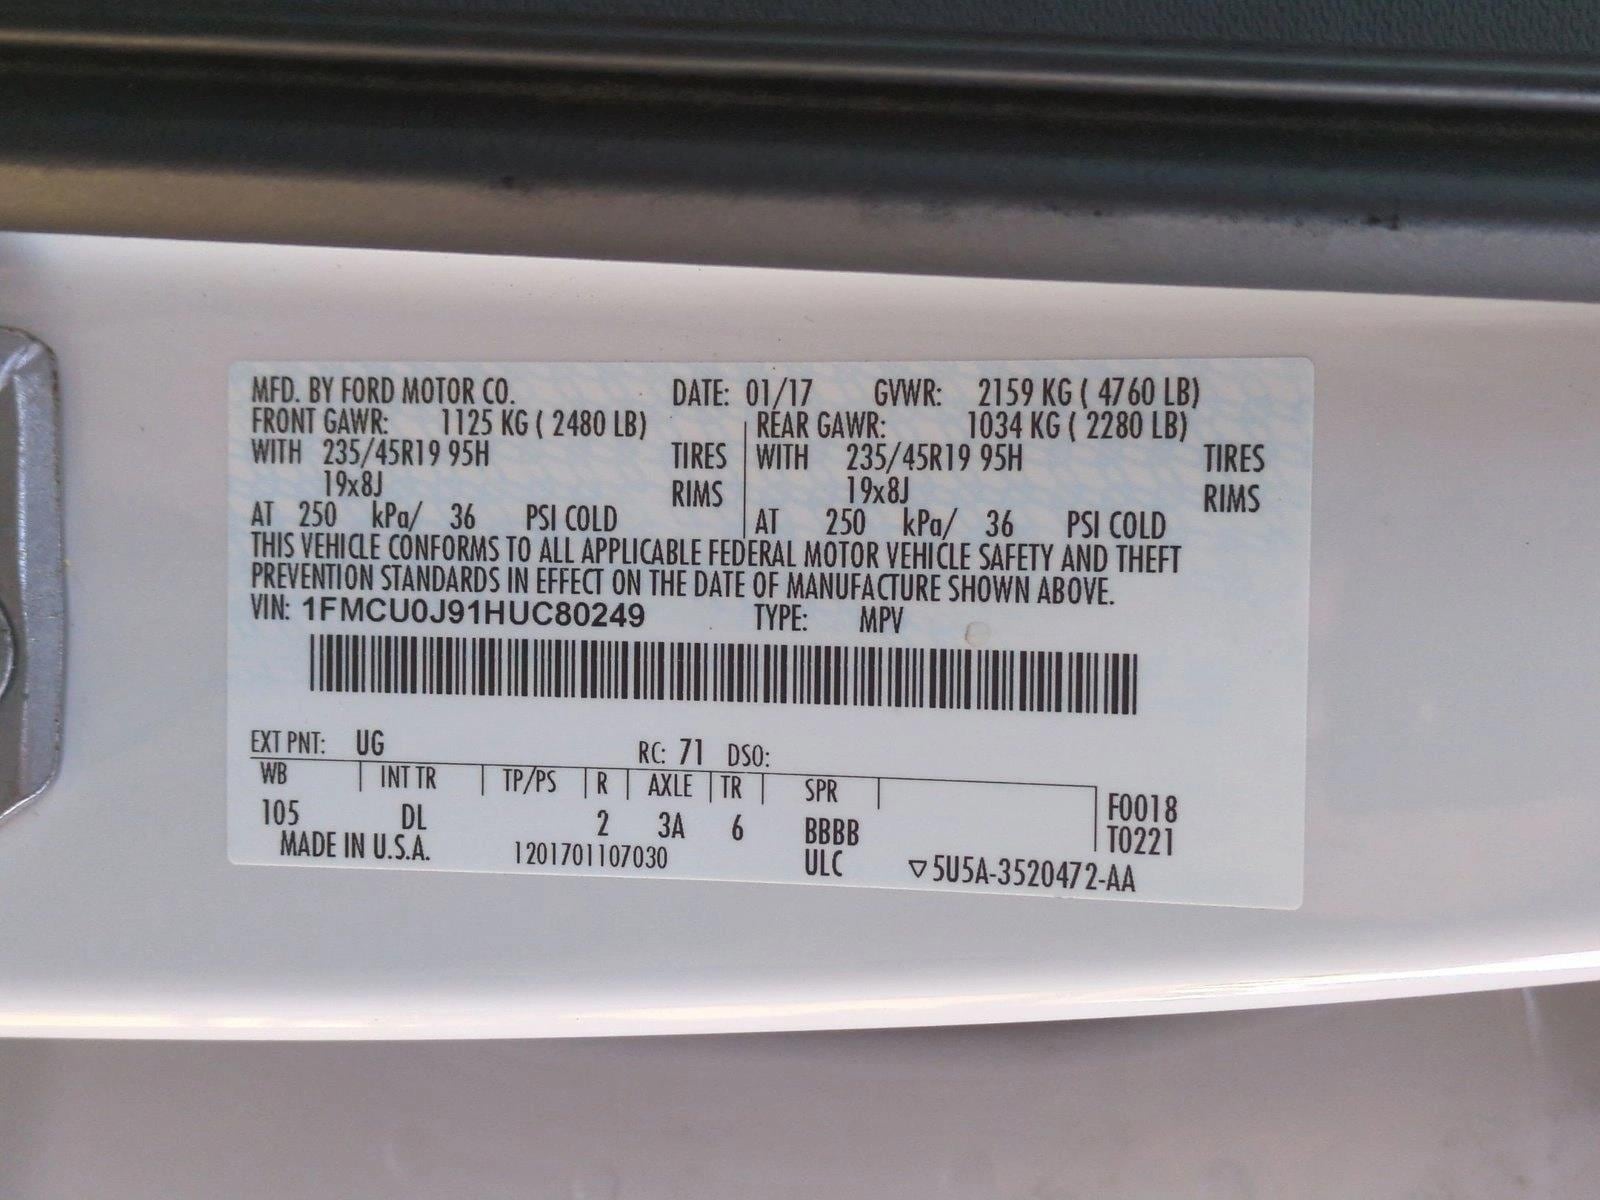 MFD. BY FORD MOTOR CO. DATE: 01/17 GVWR: 2159 KG ( 4760 LB)
FRONT GAWR: 1125 KG ( 2480 LB) REAR GAWR: 1034 KG ( 2280 LB)
WITH 235/45R19 95H TIRES WITH 235/45R19 95H TIRES
19x8J RIMS 19x8J RIMS
AT 250 kPa/ 36 PSI COLD AT 250 kPa/ 36 PSI COLD
THIS VEHICLE CONFORMS TO ALL APPLICABLE FEDERAL MOTOR VEHICLE SAFETY AND THEFT
PREVENTION STANDARDS IN EFFECT ON THE DATE OF MANUFACTURE SHOWN ABOVE.
VIN: 1FMCU0J91HUC80249 TYPE: MPV
EXT PNT: UG RC: 71 DSO:
WB INT TR TP/PS R AXLE TR SPR
105 DL 2 3A 6 BBBB
F0018
T0221
MADE IN U.S.A. 1201701107030 ULC ▽5U5A-3520472-AA